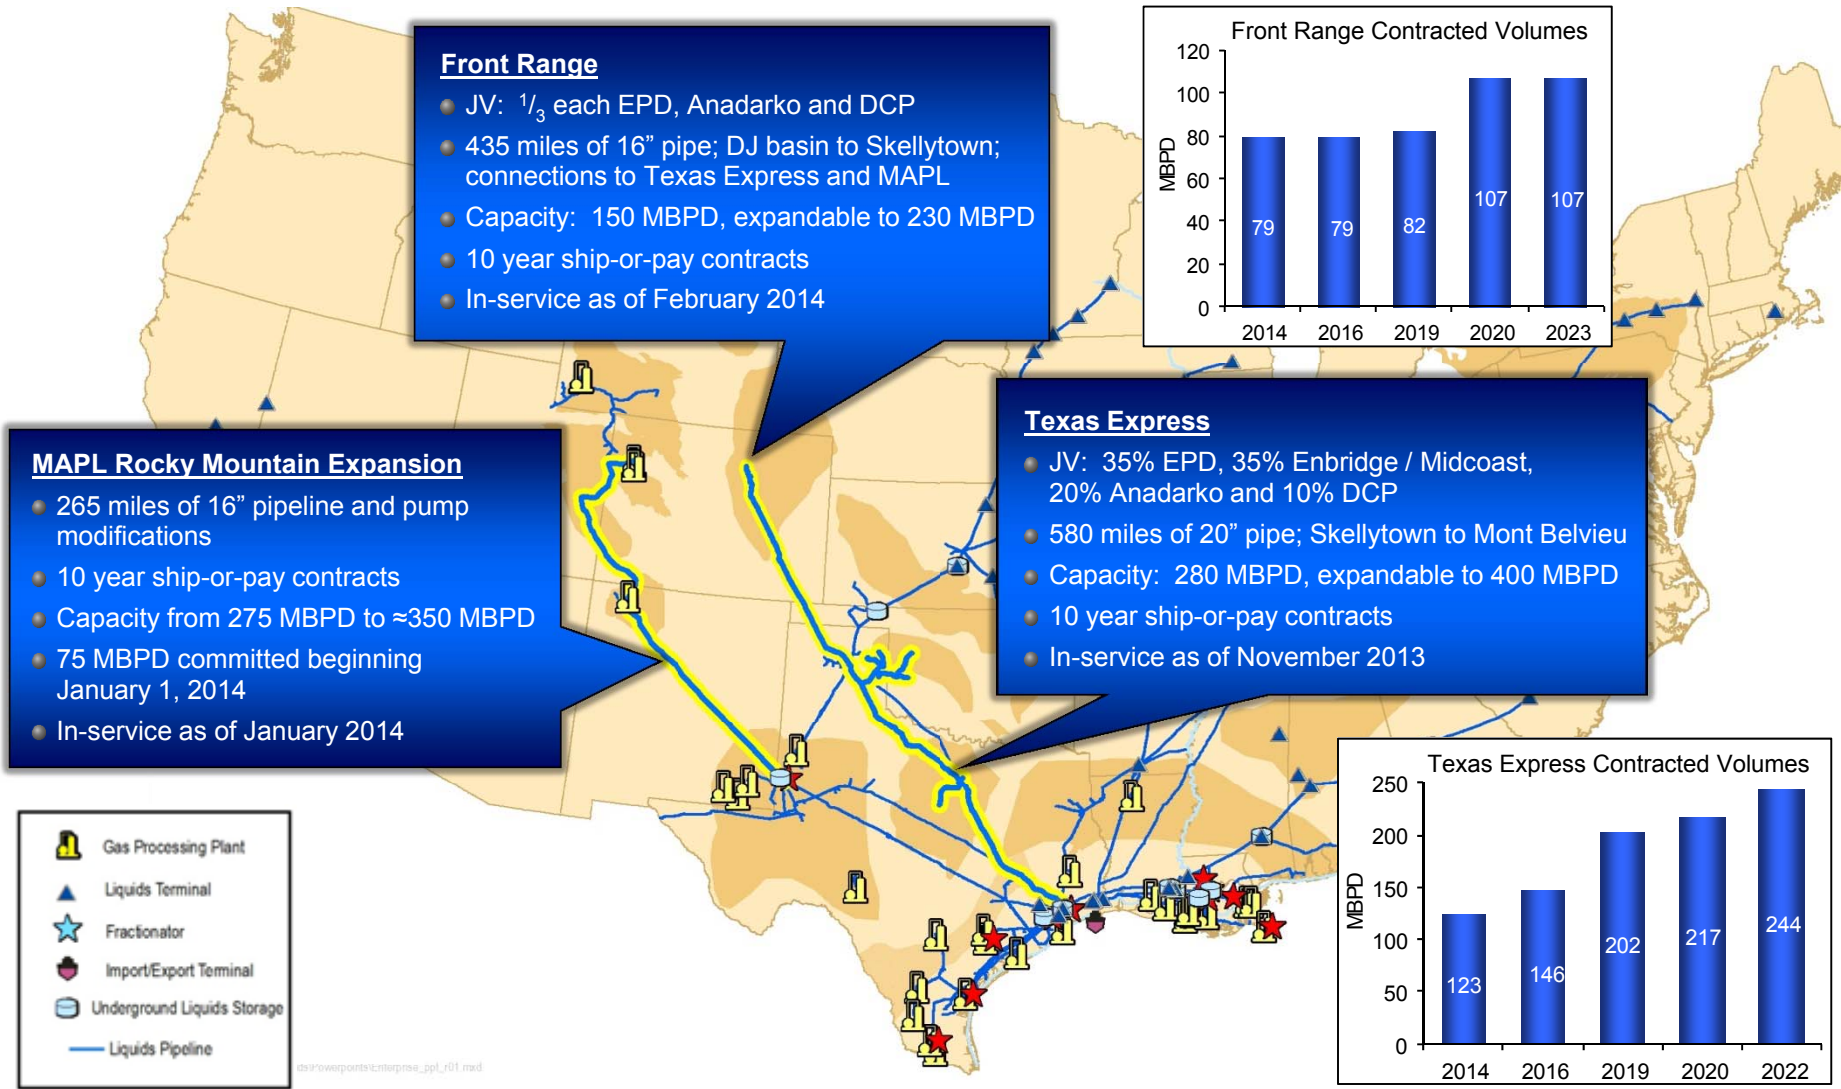 Front Range
JV: 1/3 each EPD, Anadarko and DCP
435 miles of 16” pipe; DJ basin to Skellytown;
connections to Texas Express and MAPL
Capacity: 150 MBPD, expandable to 230 MBPD
10 year ship-or-pay contracts
In-service as of February 2014
Front Range Contracted Volumes
120
100
80
60
40
20
0
MBPD
79
79
82
107
107
2014 2016 2019 2020 2023
MAPL Rocky Mountain Expansion
265 miles of 16” pipeline and pump
modifications
10 year ship-or-pay contracts
Capacity from 275 MBPD to ≈350 MBPD
75 MBPD committed beginning
January 1, 2014
In-service as of January 2014
Texas Express
JV: 35% EPD, 35% Enbridge / Midcoast,
20% Anadarko and 10% DCP
580 miles of 20” pipe; Skellytown to Mont Belvieu
Capacity: 280 MBPD, expandable to 400 MBPD
10 year ship-or-pay contracts
In-service as of November 2013
Texas Express Contracted Volumes
250
200
150
100
50
0
MBPD
123
146
202
217
244
2014 2016 2019 2020 2022
Gas Processing Plant
Liquids Terminal
Fractionator
Import/Export Terminal
Underground Liquids Storage
Liquids Pipeline